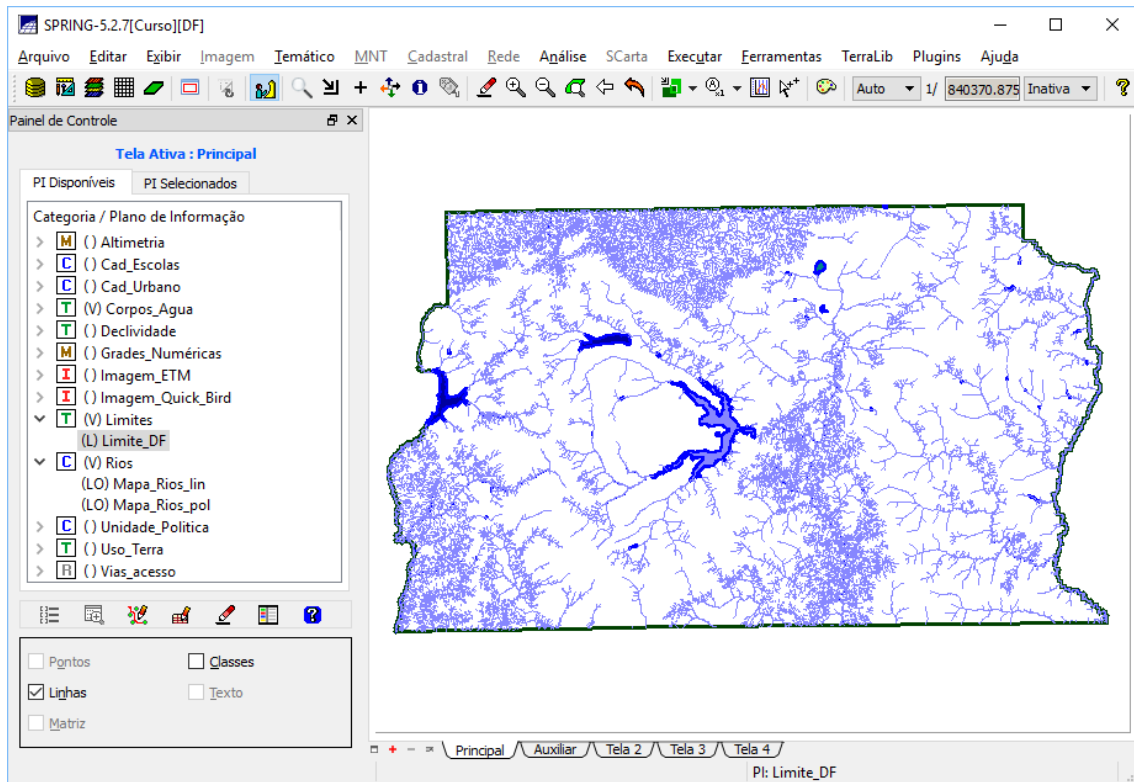 SPRING-5.2.7[Curso][DF]
Arquivo Editar Exibir Imagem Temático MNT Cadastral Rede Análise SCarta Executar Ferramentas TerraLib Plugins Ajuda
Auto 1/ 840370.875 Inativa
Painel de Controle
Tela Ativa : Principal
PI Disponíveis PI Selecionados
Categoria / Plano de Informação
M ( ) Altimetria
C ( ) Cad_Escolas
C ( ) Cad_Urbano
T (V) Corpos_Agua
T ( ) Declividade
M ( ) Grades_Numéricas
I ( ) Imagem_ETM
I ( ) Imagem_Quick_Bird
T (V) Limites
(L) Limite_DF
C (V) Rios
(LO) Mapa_Rios_lin
(LO) Mapa_Rios_pol
C ( ) Unidade_Politica
T ( ) Uso_Terra
R ( ) Vias_acesso
Pontos Classes
Linhas Texto
Matriz
Principal Auxiliar Tela 2 Tela 3 Tela 4
PI: Limite_DF